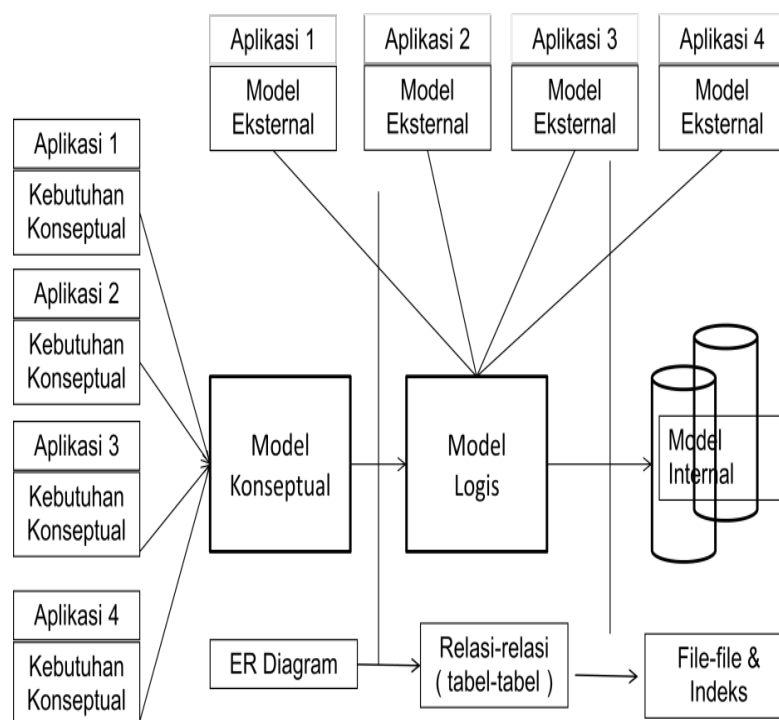 Aplikasi 1
Aplikasi 2
Aplikasi 3
Aplikasi 4
Model
Eksternal
Model
Eksternal
Model
Eksternal
Model
Eksternal
Aplikasi 1
Kebutuhan
Konseptual
Aplikasi 2
Kebutuhan
Konseptual
Aplikasi 3
Kebutuhan
Konseptual
Aplikasi 4
Kebutuhan
Konseptual
Model
Konseptual
Model
Logis
Model
Internal
ER Diagram
Relasi-relasi
( tabel-tabel )
File-file &
Indeks